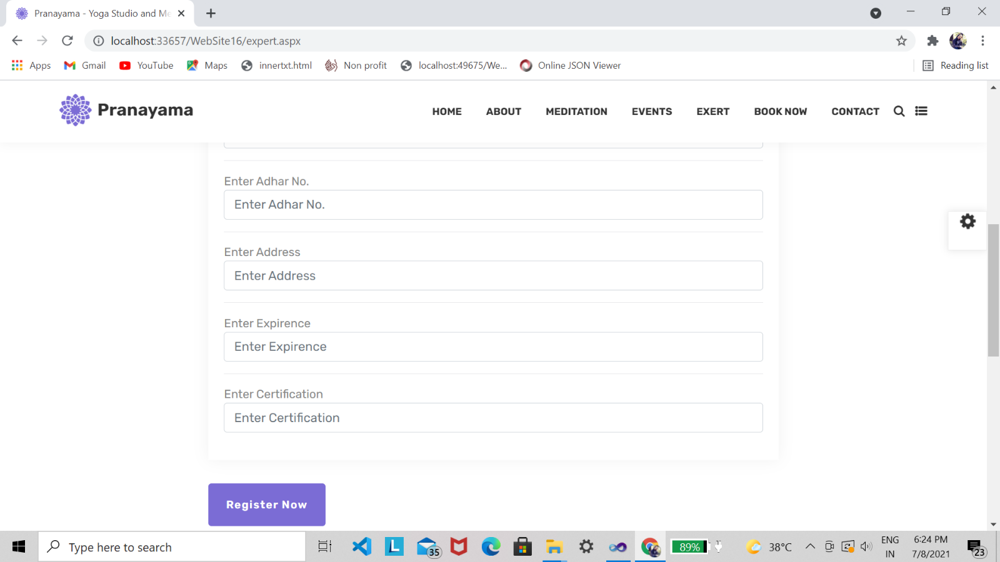 Pranayama - Yoga Studio and Me
localhost:33657/WebSite16/expert.aspx
Apps Gmail YouTube Maps innertxt.html Non profit localhost:49675/We... Online JSON Viewer Reading list
Pranayama HOME ABOUT MEDITATION EVENTS EXERT BOOK NOW CONTACT
Enter Adhar No.
Enter Adhar No.
Enter Address
Enter Address
Enter Expirence
Enter Expirence
Enter Certification
Enter Certification
Register Now
Type here to search
L
35
89%
38°C
ENG
IN
6:24 PM
7/8/2021
23